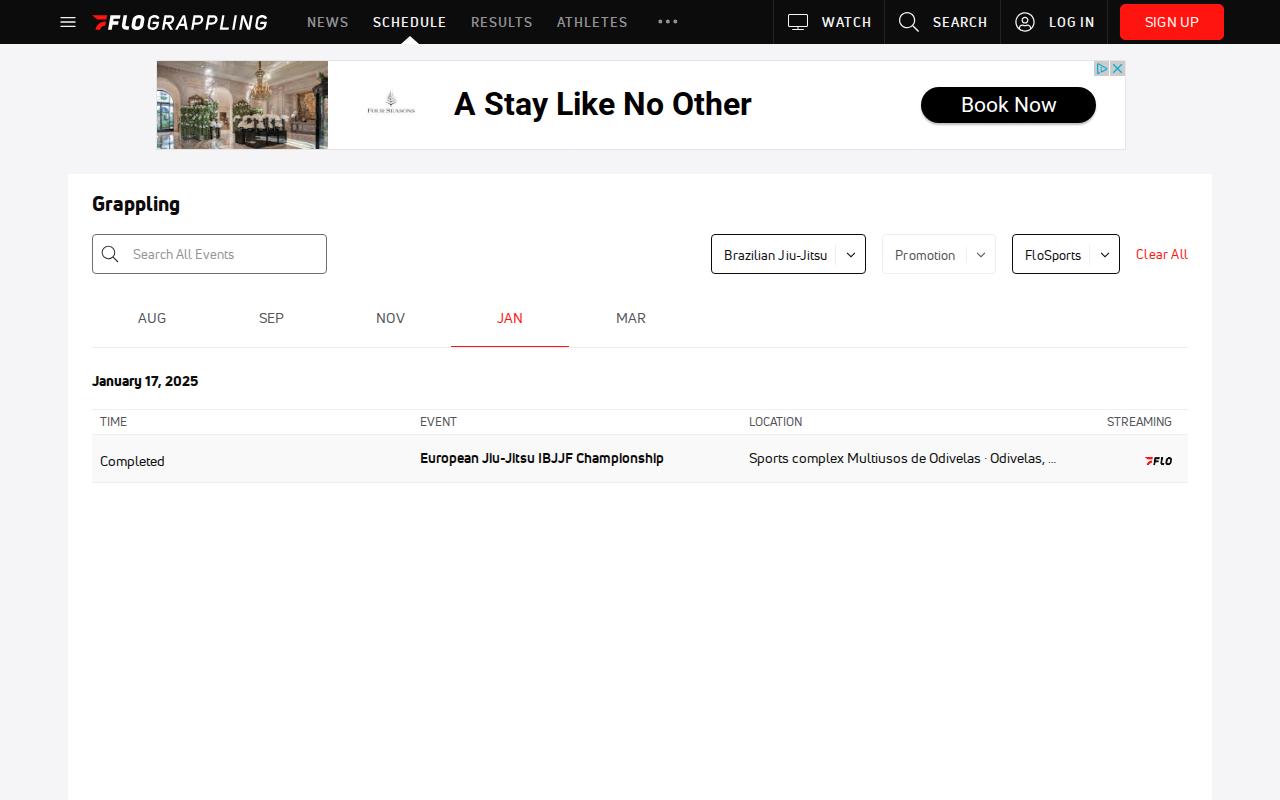 FLOGRAPPLING
NEWS
SCHEDULE
RESULTS
ATHLETES
WATCH
SEARCH
LOG IN
SIGN UP
FOUR SEASONS
A Stay Like No Other
Book Now
Grappling
Search All Events
Brazilian Jiu-Jitsu
Promotion
FloSports
Clear All
AUG
SEP
NOV
JAN
MAR
January 17, 2025
TIME
EVENT
LOCATION
STREAMING
Completed
European Jiu-Jitsu IBJJF Championship
Sports complex Multiusos de Odivelas · Odivelas, ...
FLO